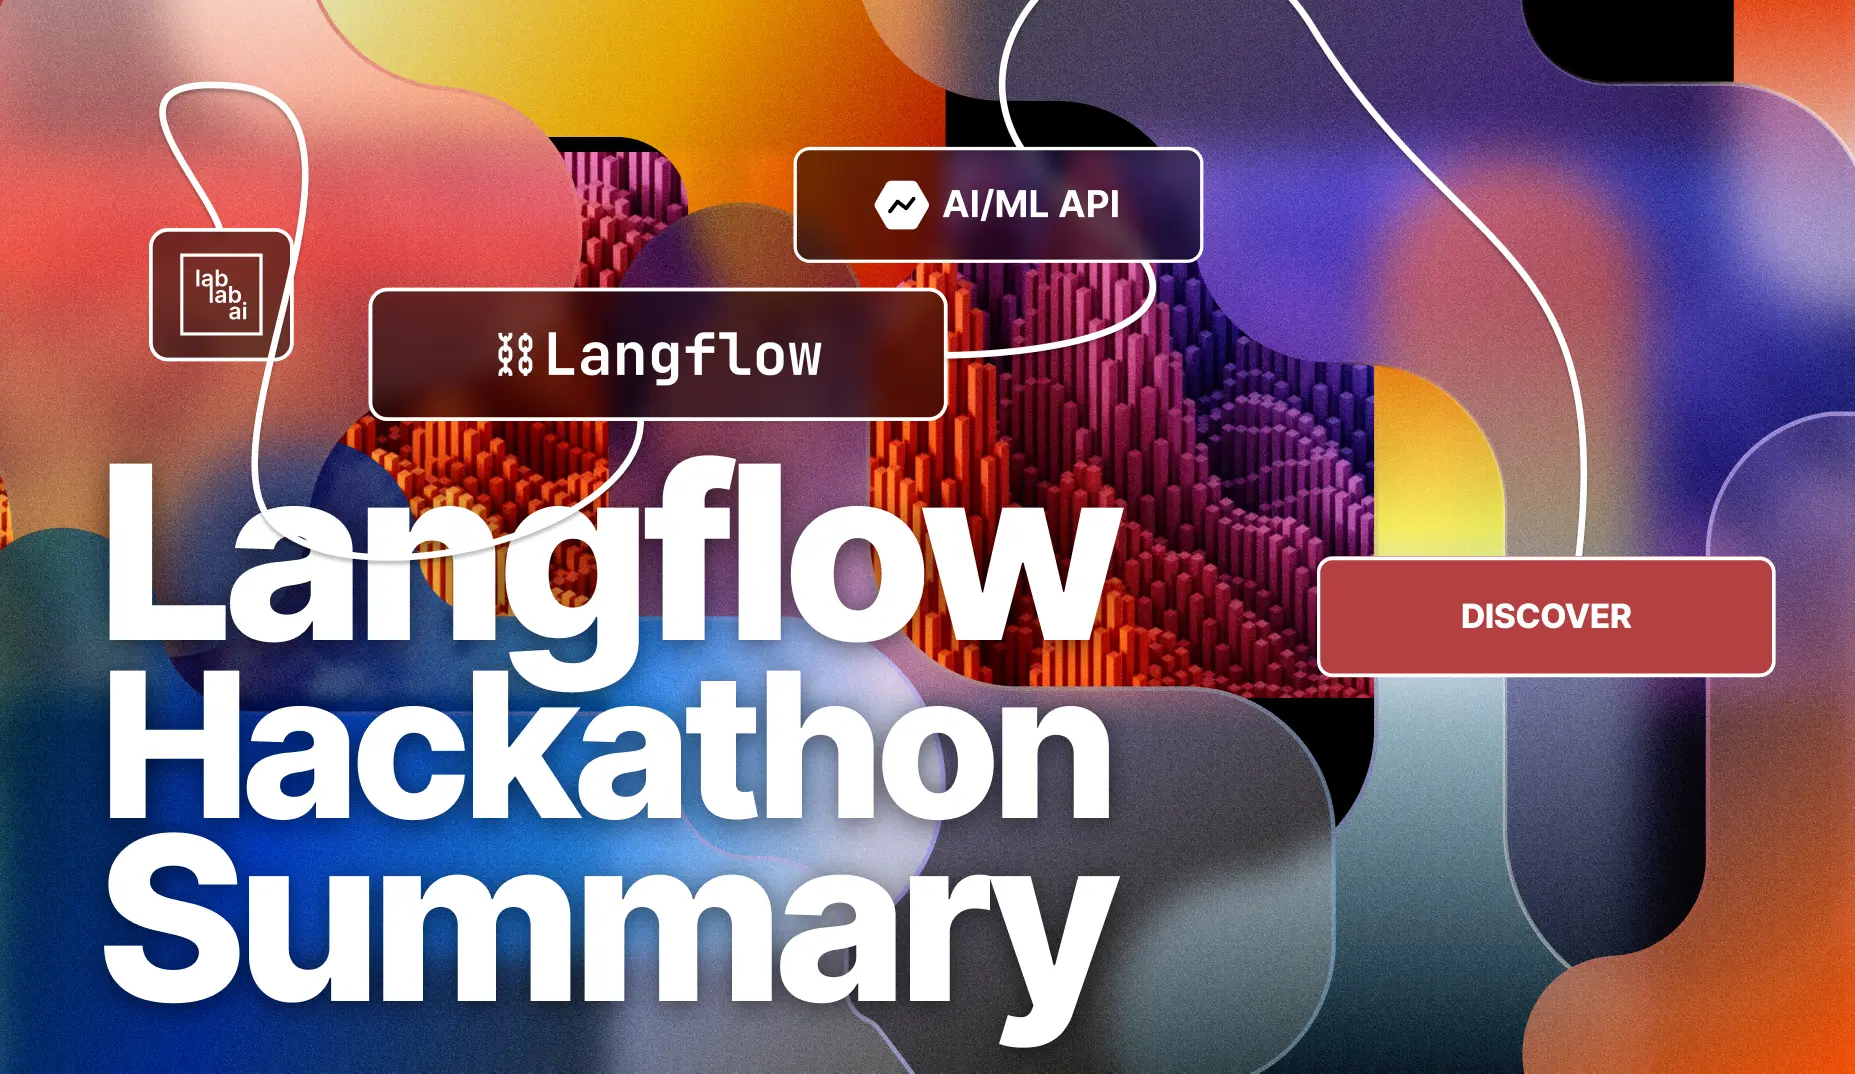 AI/ML API
lab
lab
ai
Langflow
Langflow
Hackathon
Summary
DISCOVER